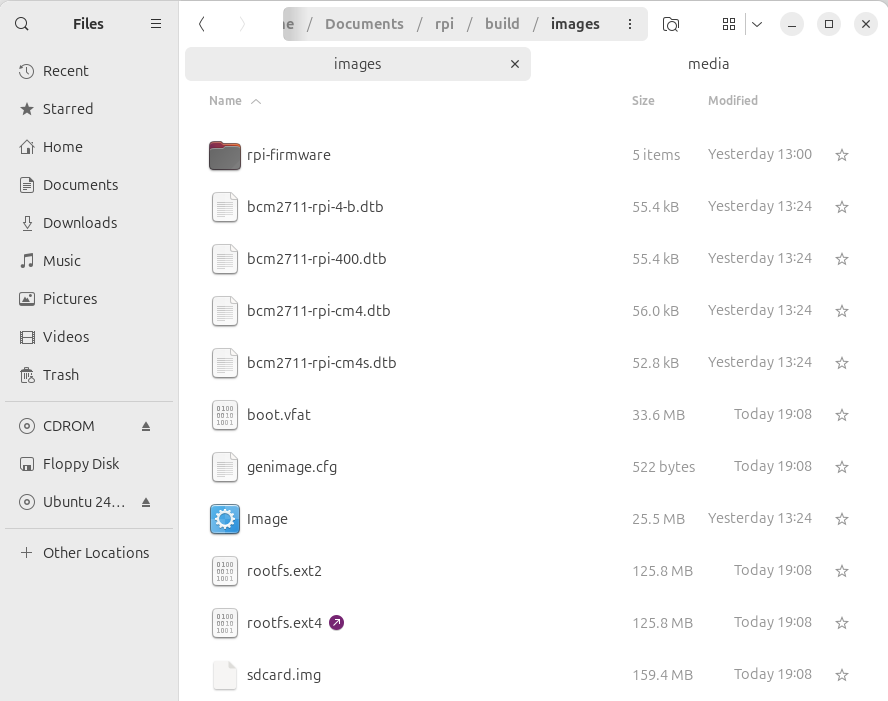 Files
ne / Documents / rpi / build / images
images
media
Recent
Starred
Home
Documents
Downloads
Music
Pictures
Videos
Trash
CDROM
Floppy Disk
Ubuntu 24…
Other Locations
Name Size Modified
rpi-firmware 5 items Yesterday 13:00
bcm2711-rpi-4-b.dtb 55.4 kB Yesterday 13:24
bcm2711-rpi-400.dtb 55.4 kB Yesterday 13:24
bcm2711-rpi-cm4.dtb 56.0 kB Yesterday 13:24
bcm2711-rpi-cm4s.dtb 52.8 kB Yesterday 13:24
boot.vfat 33.6 MB Today 19:08
genimage.cfg 522 bytes Today 19:08
Image 25.5 MB Yesterday 13:24
rootfs.ext2 125.8 MB Today 19:08
rootfs.ext4 125.8 MB Today 19:08
sdcard.img 159.4 MB Today 19:08